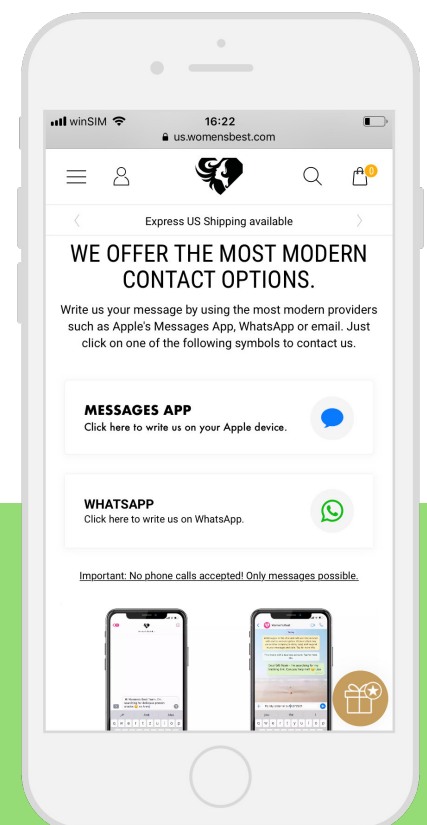 winSIM 16:22
us.womensbest.com
0
Express US Shipping available
WE OFFER THE MOST MODERN
CONTACT OPTIONS.
Write us your message by using the most modern providers
such as Apple's Messages App, WhatsApp or email. Just
click on one of the following symbols to contact us.
MESSAGES APP
Click here to write us on your Apple device.
WHATSAPP
Click here to write us on WhatsApp.
Important: No phone calls accepted! Only messages possible.